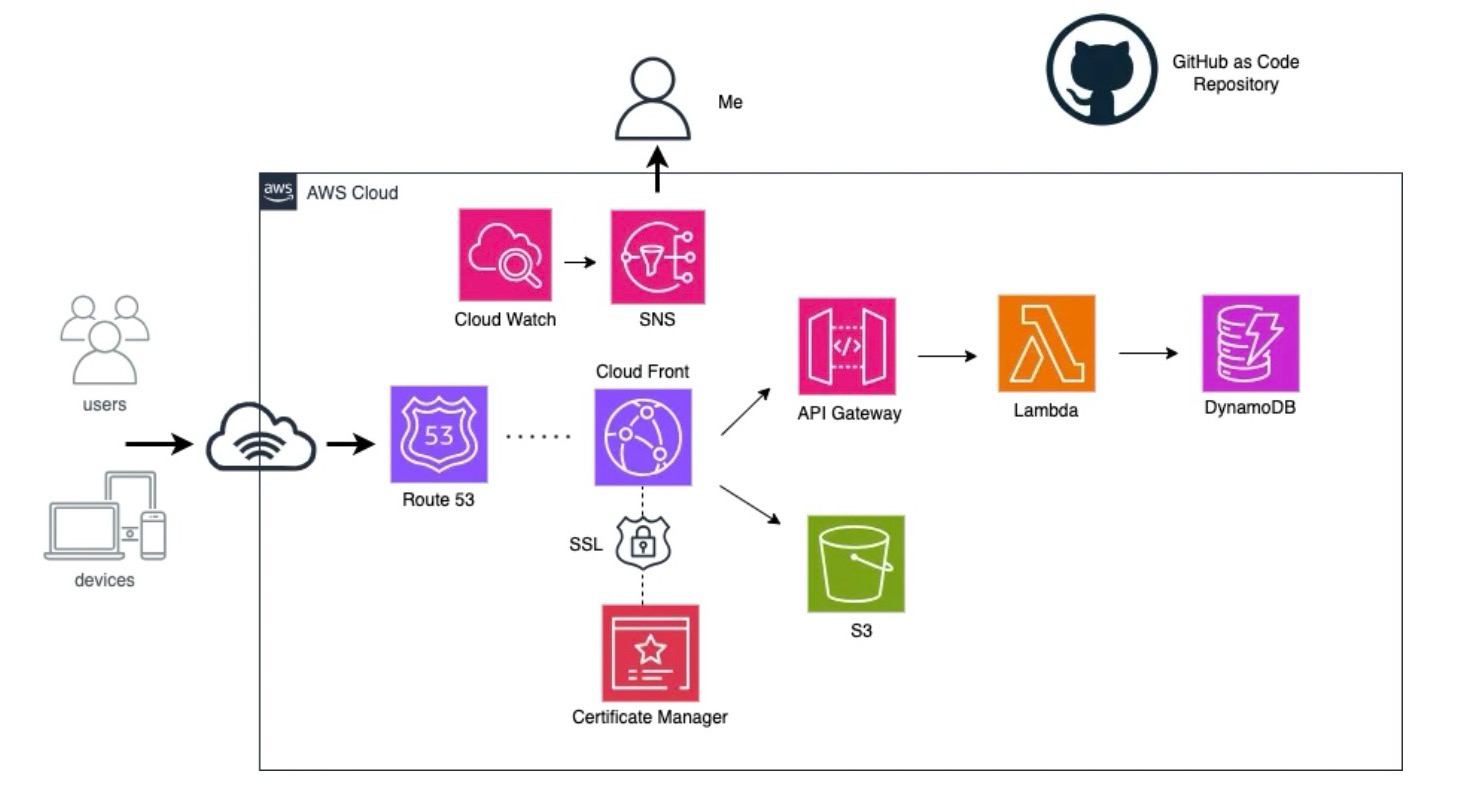 GitHub as Code
Repository
Me
aws
AWS Cloud
Cloud Watch
SNS
users
Cloud Front
</>
API Gateway
Lambda
DynamoDB
53
Route 53
SSL
devices
S3
Certificate Manager